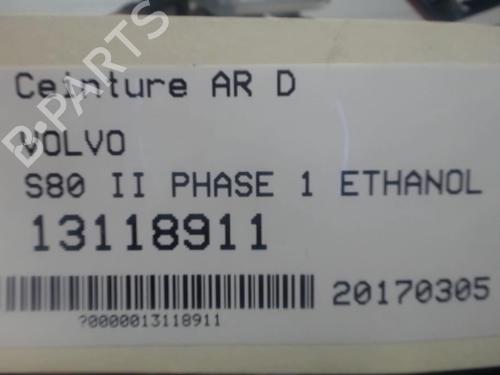 B-PARTS
Ceinture AR D
VOLVO
S80 II PHASE 1 ETHANOL
13118911
20170305
?0000013118911